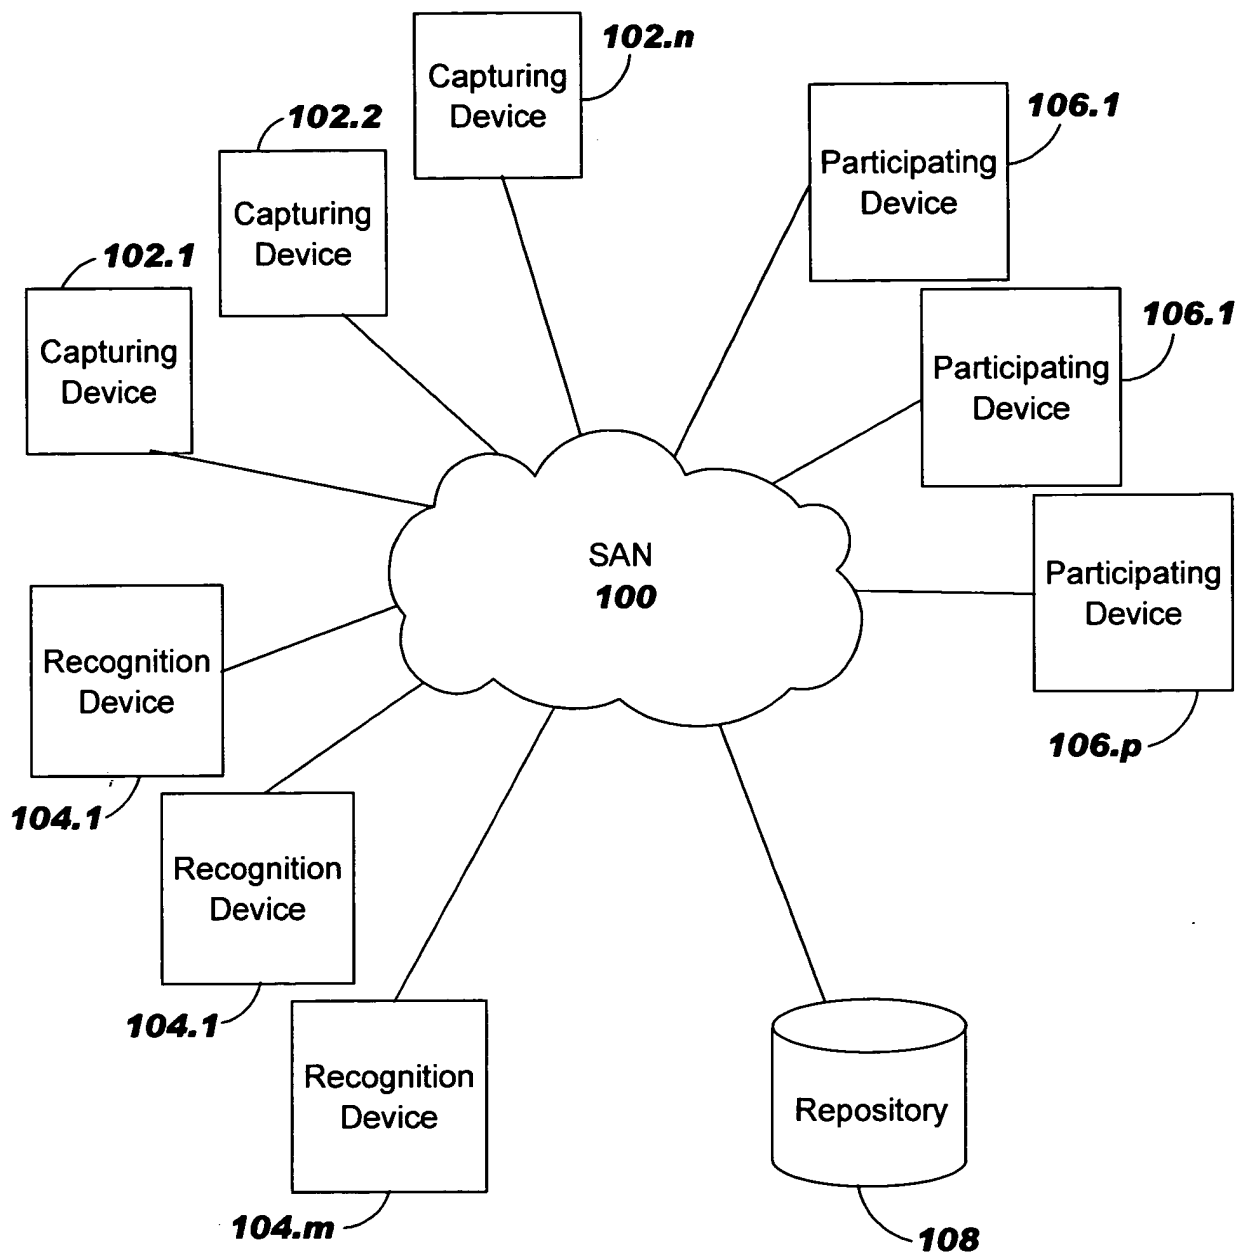 102.n
Capturing
Device
106.1
Participating
Device
102.2
Capturing
Device
102.1
Capturing
Device
106.1
Participating
Device
SAN
100
Participating
Device
106.p
Recognition
Device
104.1
Recognition
Device
104.1
Recognition
Device
104.m
Repository
108